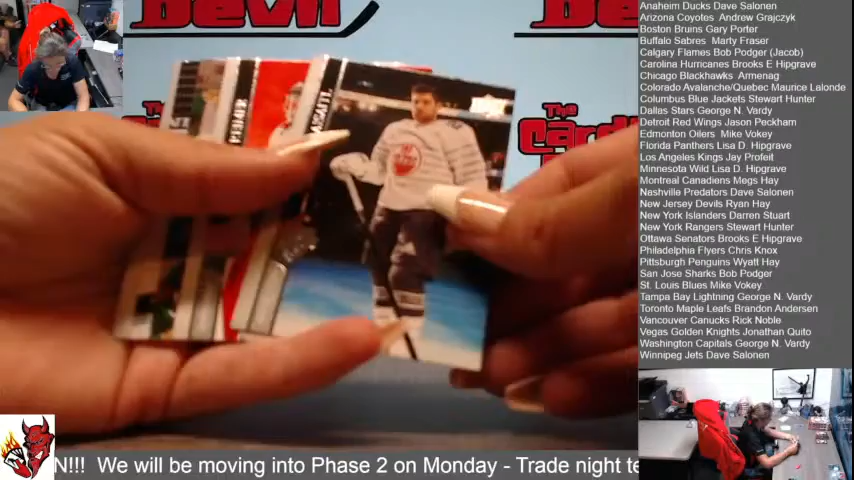 Devil
The
Card
The
Anaheim Ducks Dave Salonen
Arizona Coyotes Andrew Grajczyk
Boston Bruins Gary Porter
Buffalo Sabres Marty Fraser
Calgary Flames Bob Podger (Jacob)
Carolina Hurricanes Brooks E Hipgrave
Chicago Blackhawks Armenag
Colorado Avalanche/Quebec Maurice Lalonde
Columbus Blue Jackets Stewart Hunter
Dallas Stars George N. Vardy
Detroit Red Wings Jason Peckham
Edmonton Oilers Mike Vokey
Florida Panthers Lisa D. Hipgrave
Los Angeles Kings Jay Profeit
Minnesota Wild Lisa D. Hipgrave
Montreal Canadiens Megs Hay
Nashville Predators Dave Salonen
New Jersey Devils Ryan Hay
New York Islanders Darren Stuart
New York Rangers Stewart Hunter
Ottawa Senators Brooks E Hipgrave
Philadelphia Flyers Chris Knox
Pittsburgh Penguins Wyatt Hay
San Jose Sharks Bob Podger
St. Louis Blues Mike Vokey
Tampa Bay Lightning George N. Vardy
Toronto Maple Leafs Brandon Andersen
Vancouver Canucks Rick Noble
Vegas Golden Knights Jonathan Quito
Washington Capitals George N. Vardy
Winnipeg Jets Dave Salonen
N!!! We will be moving into Phase 2 on Monday - Trade night te